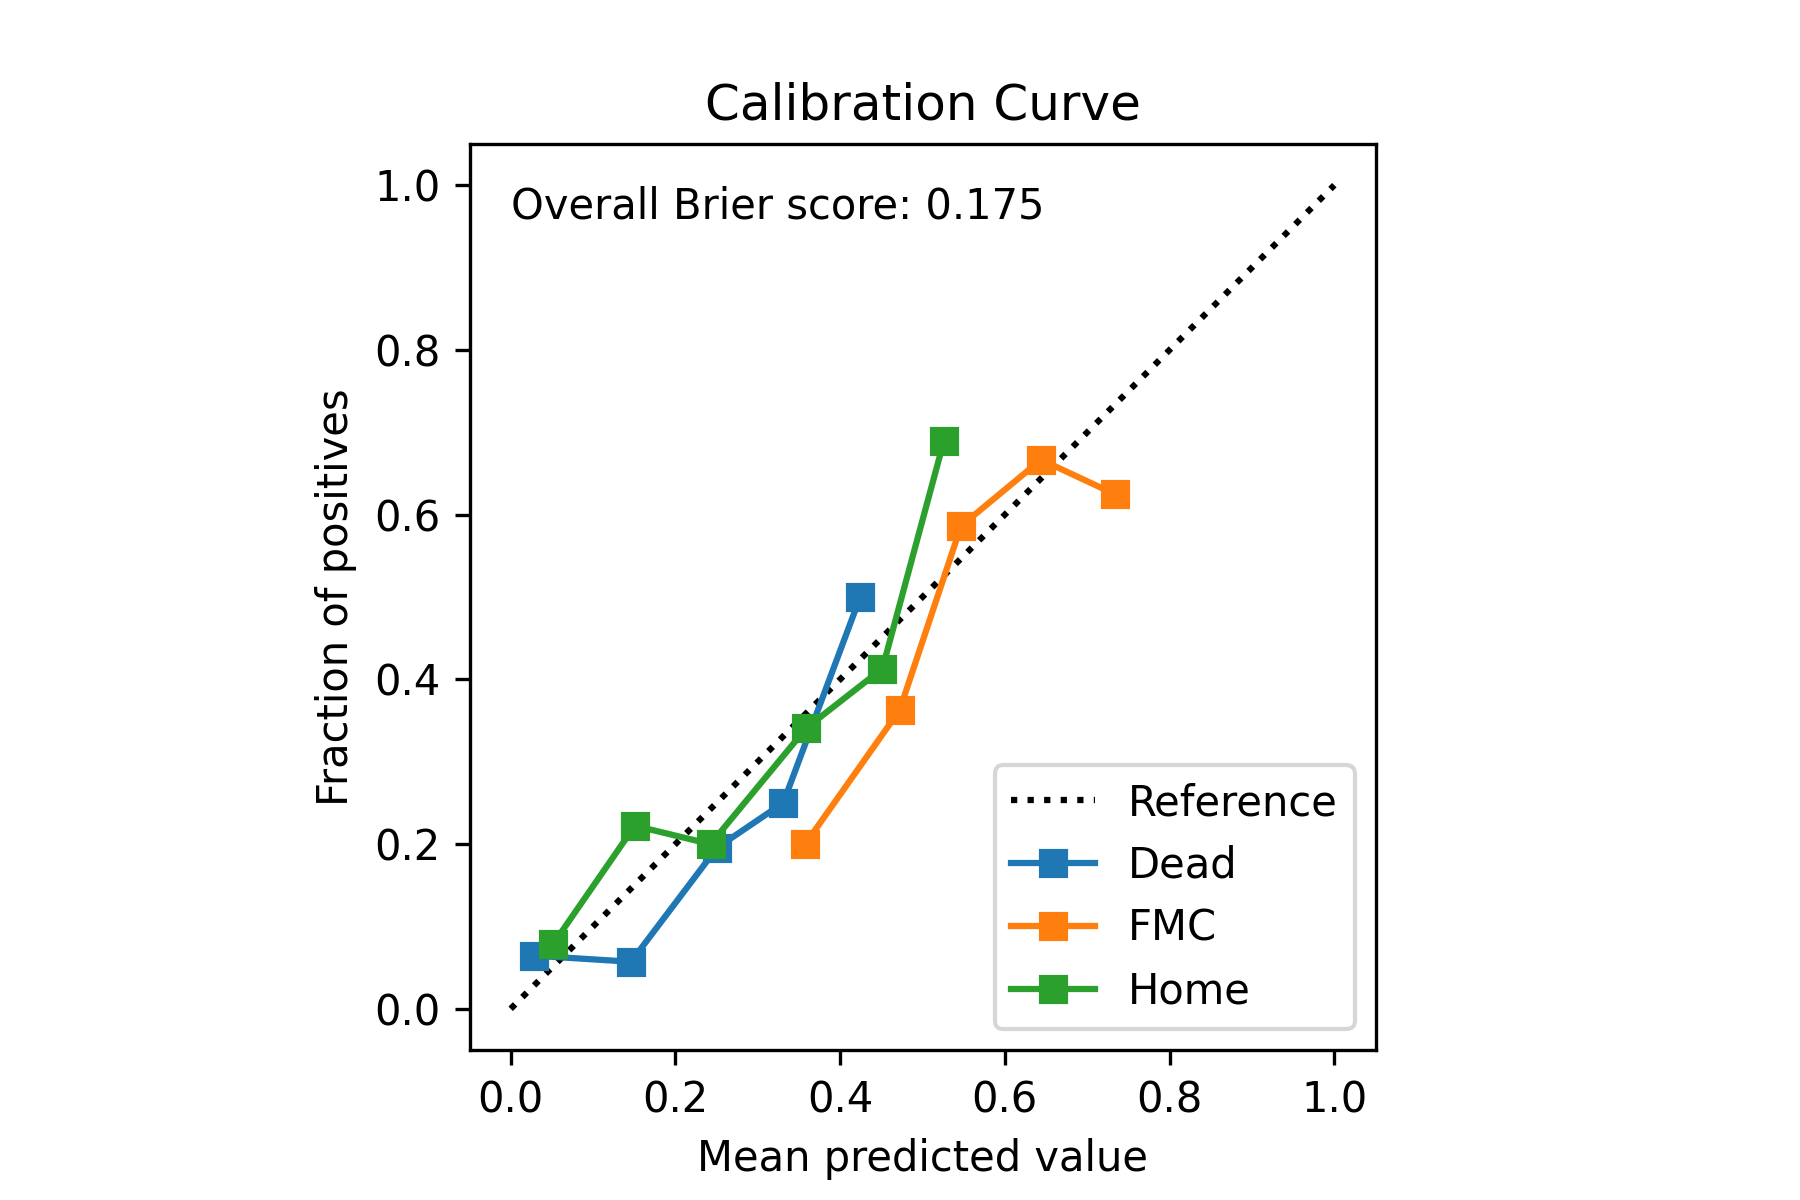 Calibration Curve
Overall Brier score: 0.175
1.0
0.8
0.6
0.4
0.2
0.0
Fraction of positives
Reference
Dead
FMC
Home
0.0 0.2 0.4 0.6 0.8 1.0
Mean predicted value